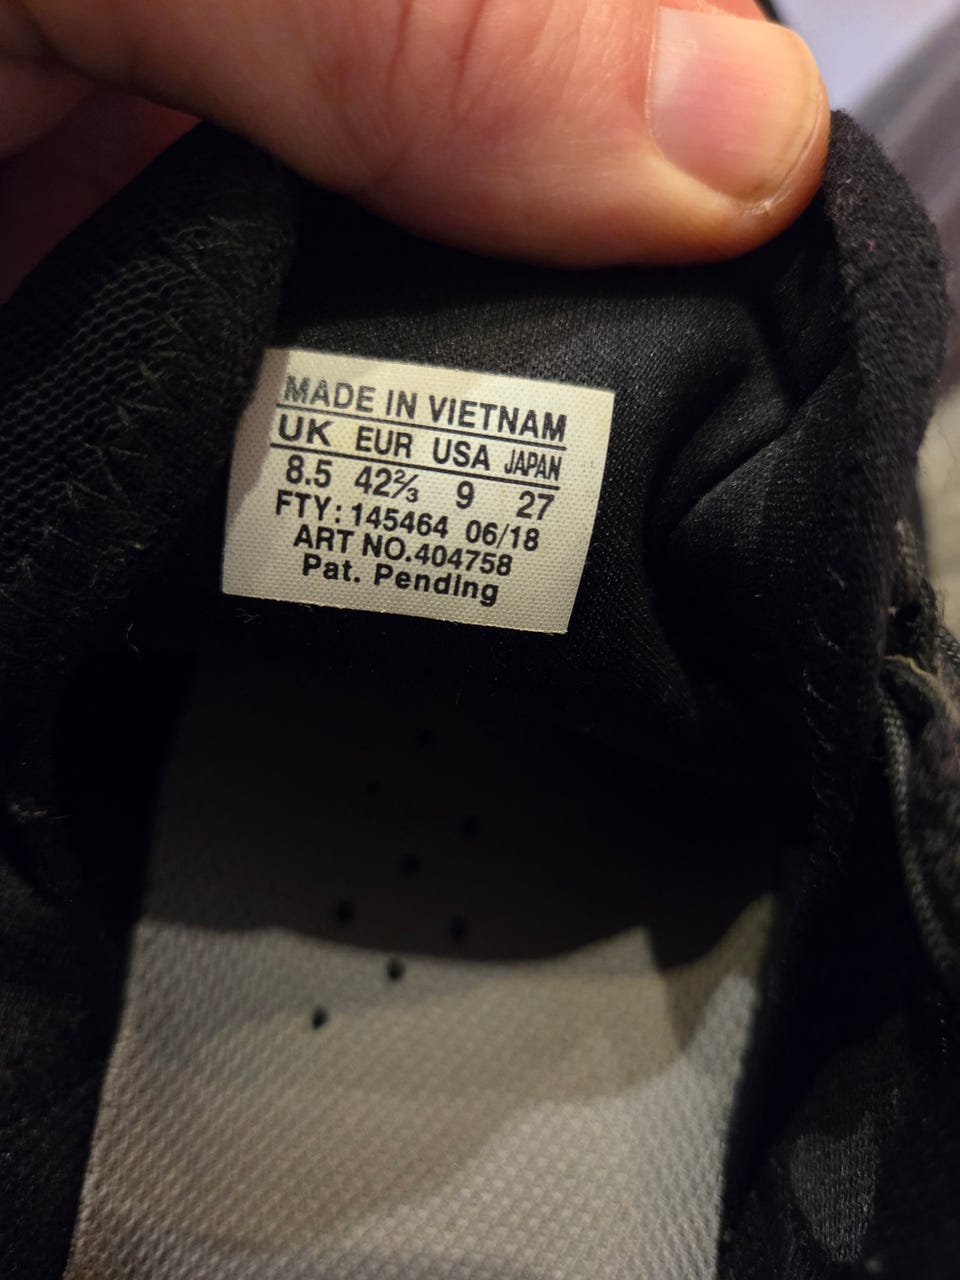 MADE IN VIETNAM
UK EUR USA JAPAN
8.5 42⅔ 9 27
FTY: 145464 06/18
ART NO.404758
Pat. Pending